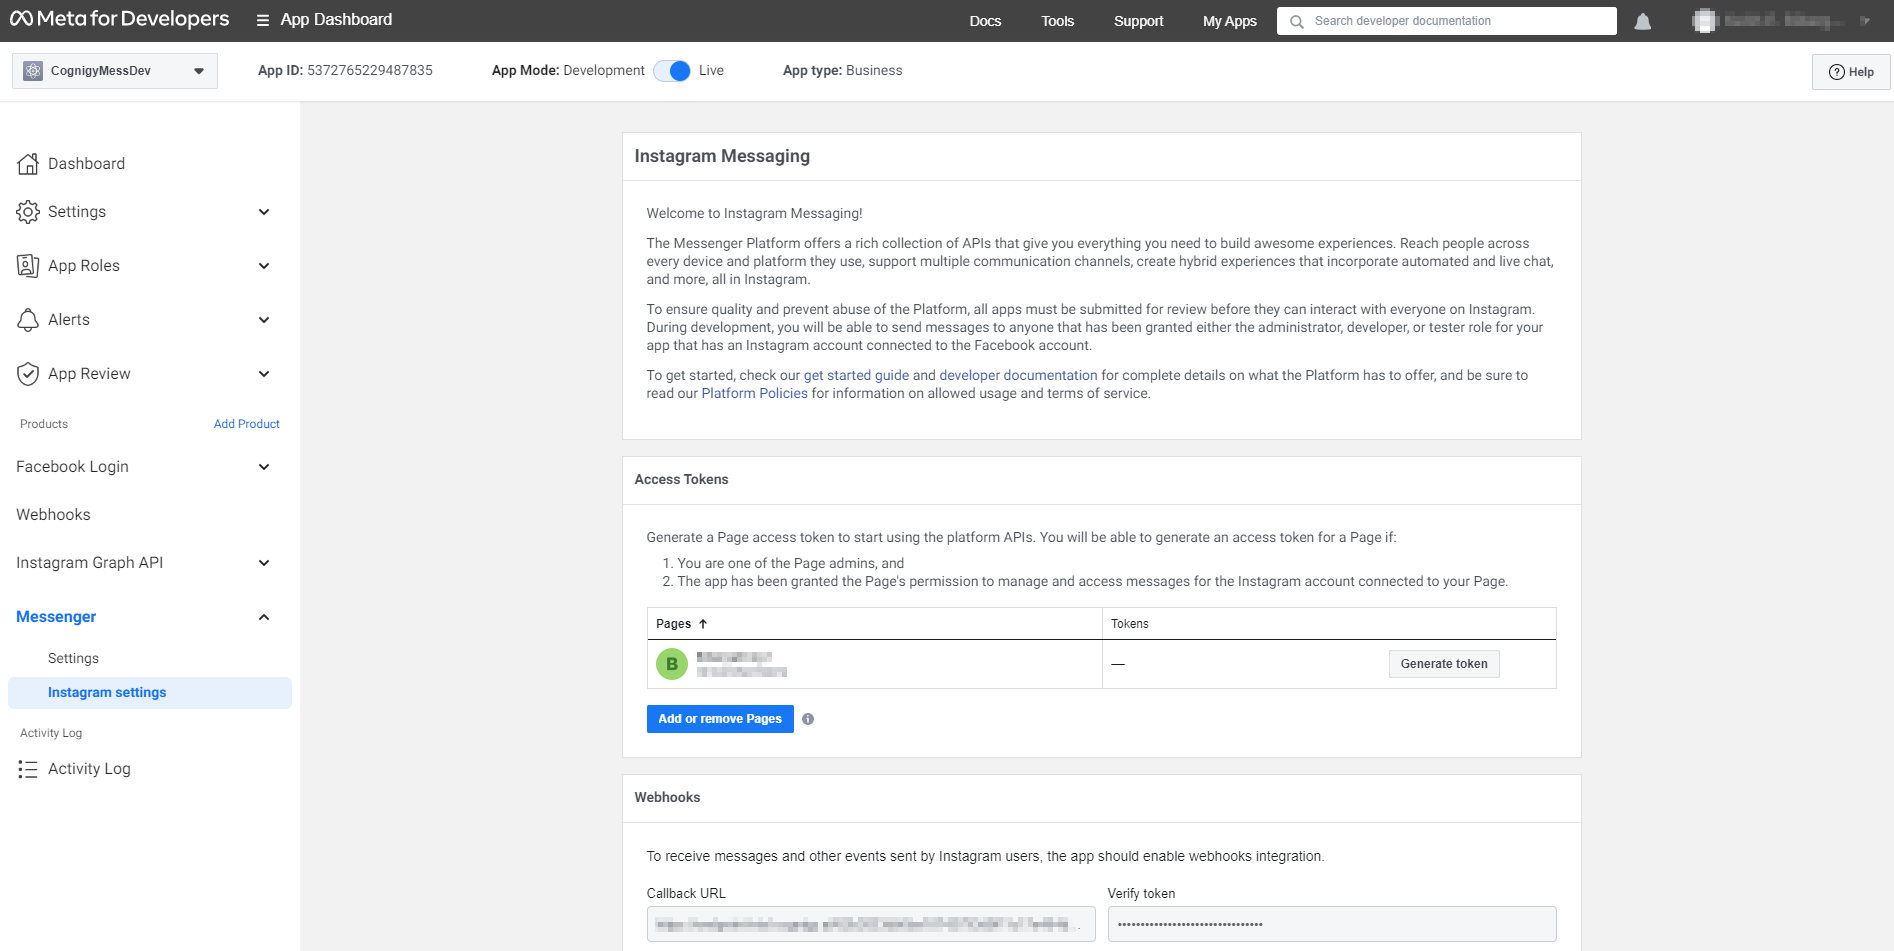 Meta for Developers
App Dashboard
Docs
Tools
Support
My Apps
Search developer documentation
CognigyMessDev
App ID: 5372765229487835
App Mode: Development
Live
App type: Business
Help
Dashboard
Settings
App Roles
Alerts
App Review
Products
Add Product
Facebook Login
Webhooks
Instagram Graph API
Messenger
Settings
Instagram settings
Activity Log
Activity Log
Instagram Messaging
Welcome to Instagram Messaging!
The Messenger Platform offers a rich collection of APIs that give you everything you need to build awesome experiences. Reach people across
every device and platform they use, support multiple communication channels, create hybrid experiences that incorporate automated and live chat,
and more, all in Instagram.
To ensure quality and prevent abuse of the Platform, all apps must be submitted for review before they can interact with everyone on Instagram.
During development, you will be able to send messages to anyone that has been granted either the administrator, developer, or tester role for your
app that has an Instagram account connected to the Facebook account.
To get started, check our get started guide and developer documentation for complete details on what the Platform has to offer, and be sure to
read our Platform Policies for information on allowed usage and terms of service.
Access Tokens
Generate a Page access token to start using the platform APIs. You will be able to generate an access token for a Page if:
1. You are one of the Page admins, and
2. The app has been granted the Page's permission to manage and access messages for the Instagram account connected to your Page.
Pages ↑
Tokens
B
—
Generate token
Add or remove Pages
Webhooks
To receive messages and other events sent by Instagram users, the app should enable webhooks integration.
Callback URL
Verify token